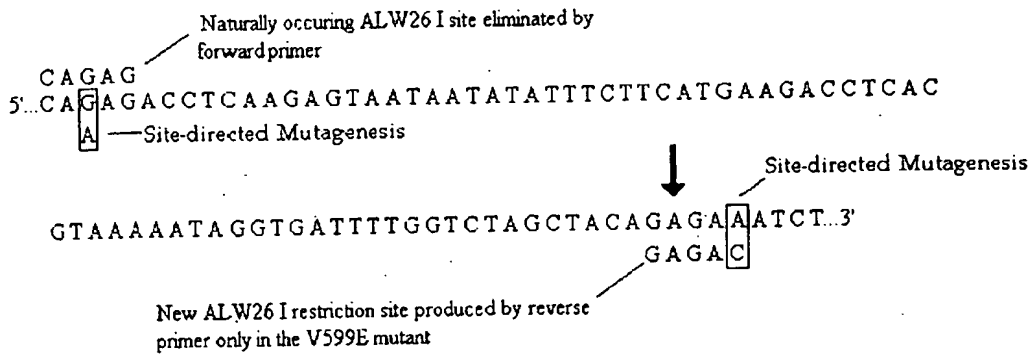 Naturally occuring ALW26 I site eliminated by
forward primer
C A G A G
5'...C A G A G A C C T C A A G A G T A A T A A T A T A T T T C T T C A T G A A G A C C T C A C
A
Site-directed Mutagenesis
Site-directed Mutagenesis
G T A A A A A T A G G T G A T T T T G G T C T A G C T A C A G A G A A A T C T...3'
G A G A C
New ALW26 I restriction site produced by reverse
primer only in the V599E mutant